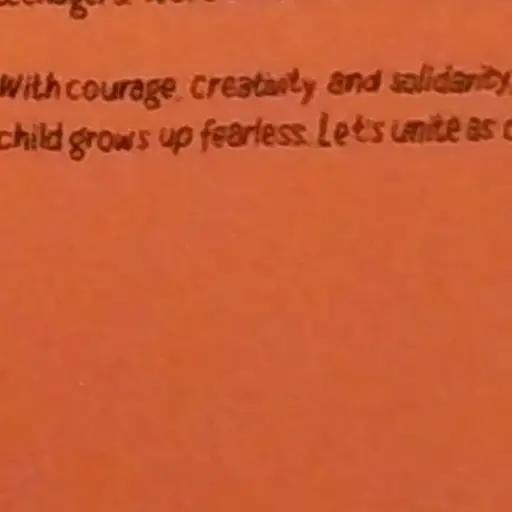 With courage, creativity and solidarity,
child grows up fearless. Let's unite as